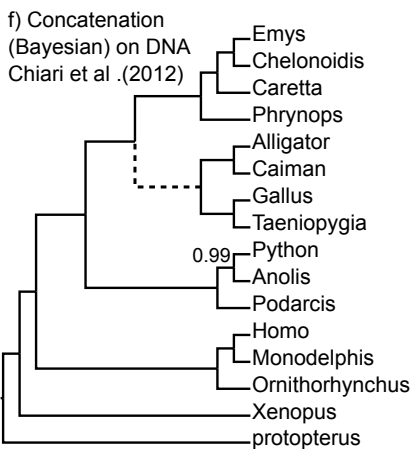 f) Concatenation
(Bayesian) on DNA
Chiari et al .(2012)
Emys
Chelonoidis
Caretta
Phrynops
Alligator
Caiman
Gallus
Taeniopygia
Python
0.99
Anolis
Podarcis
Homo
Monodelphis
Ornithorhynchus
Xenopus
protopterus